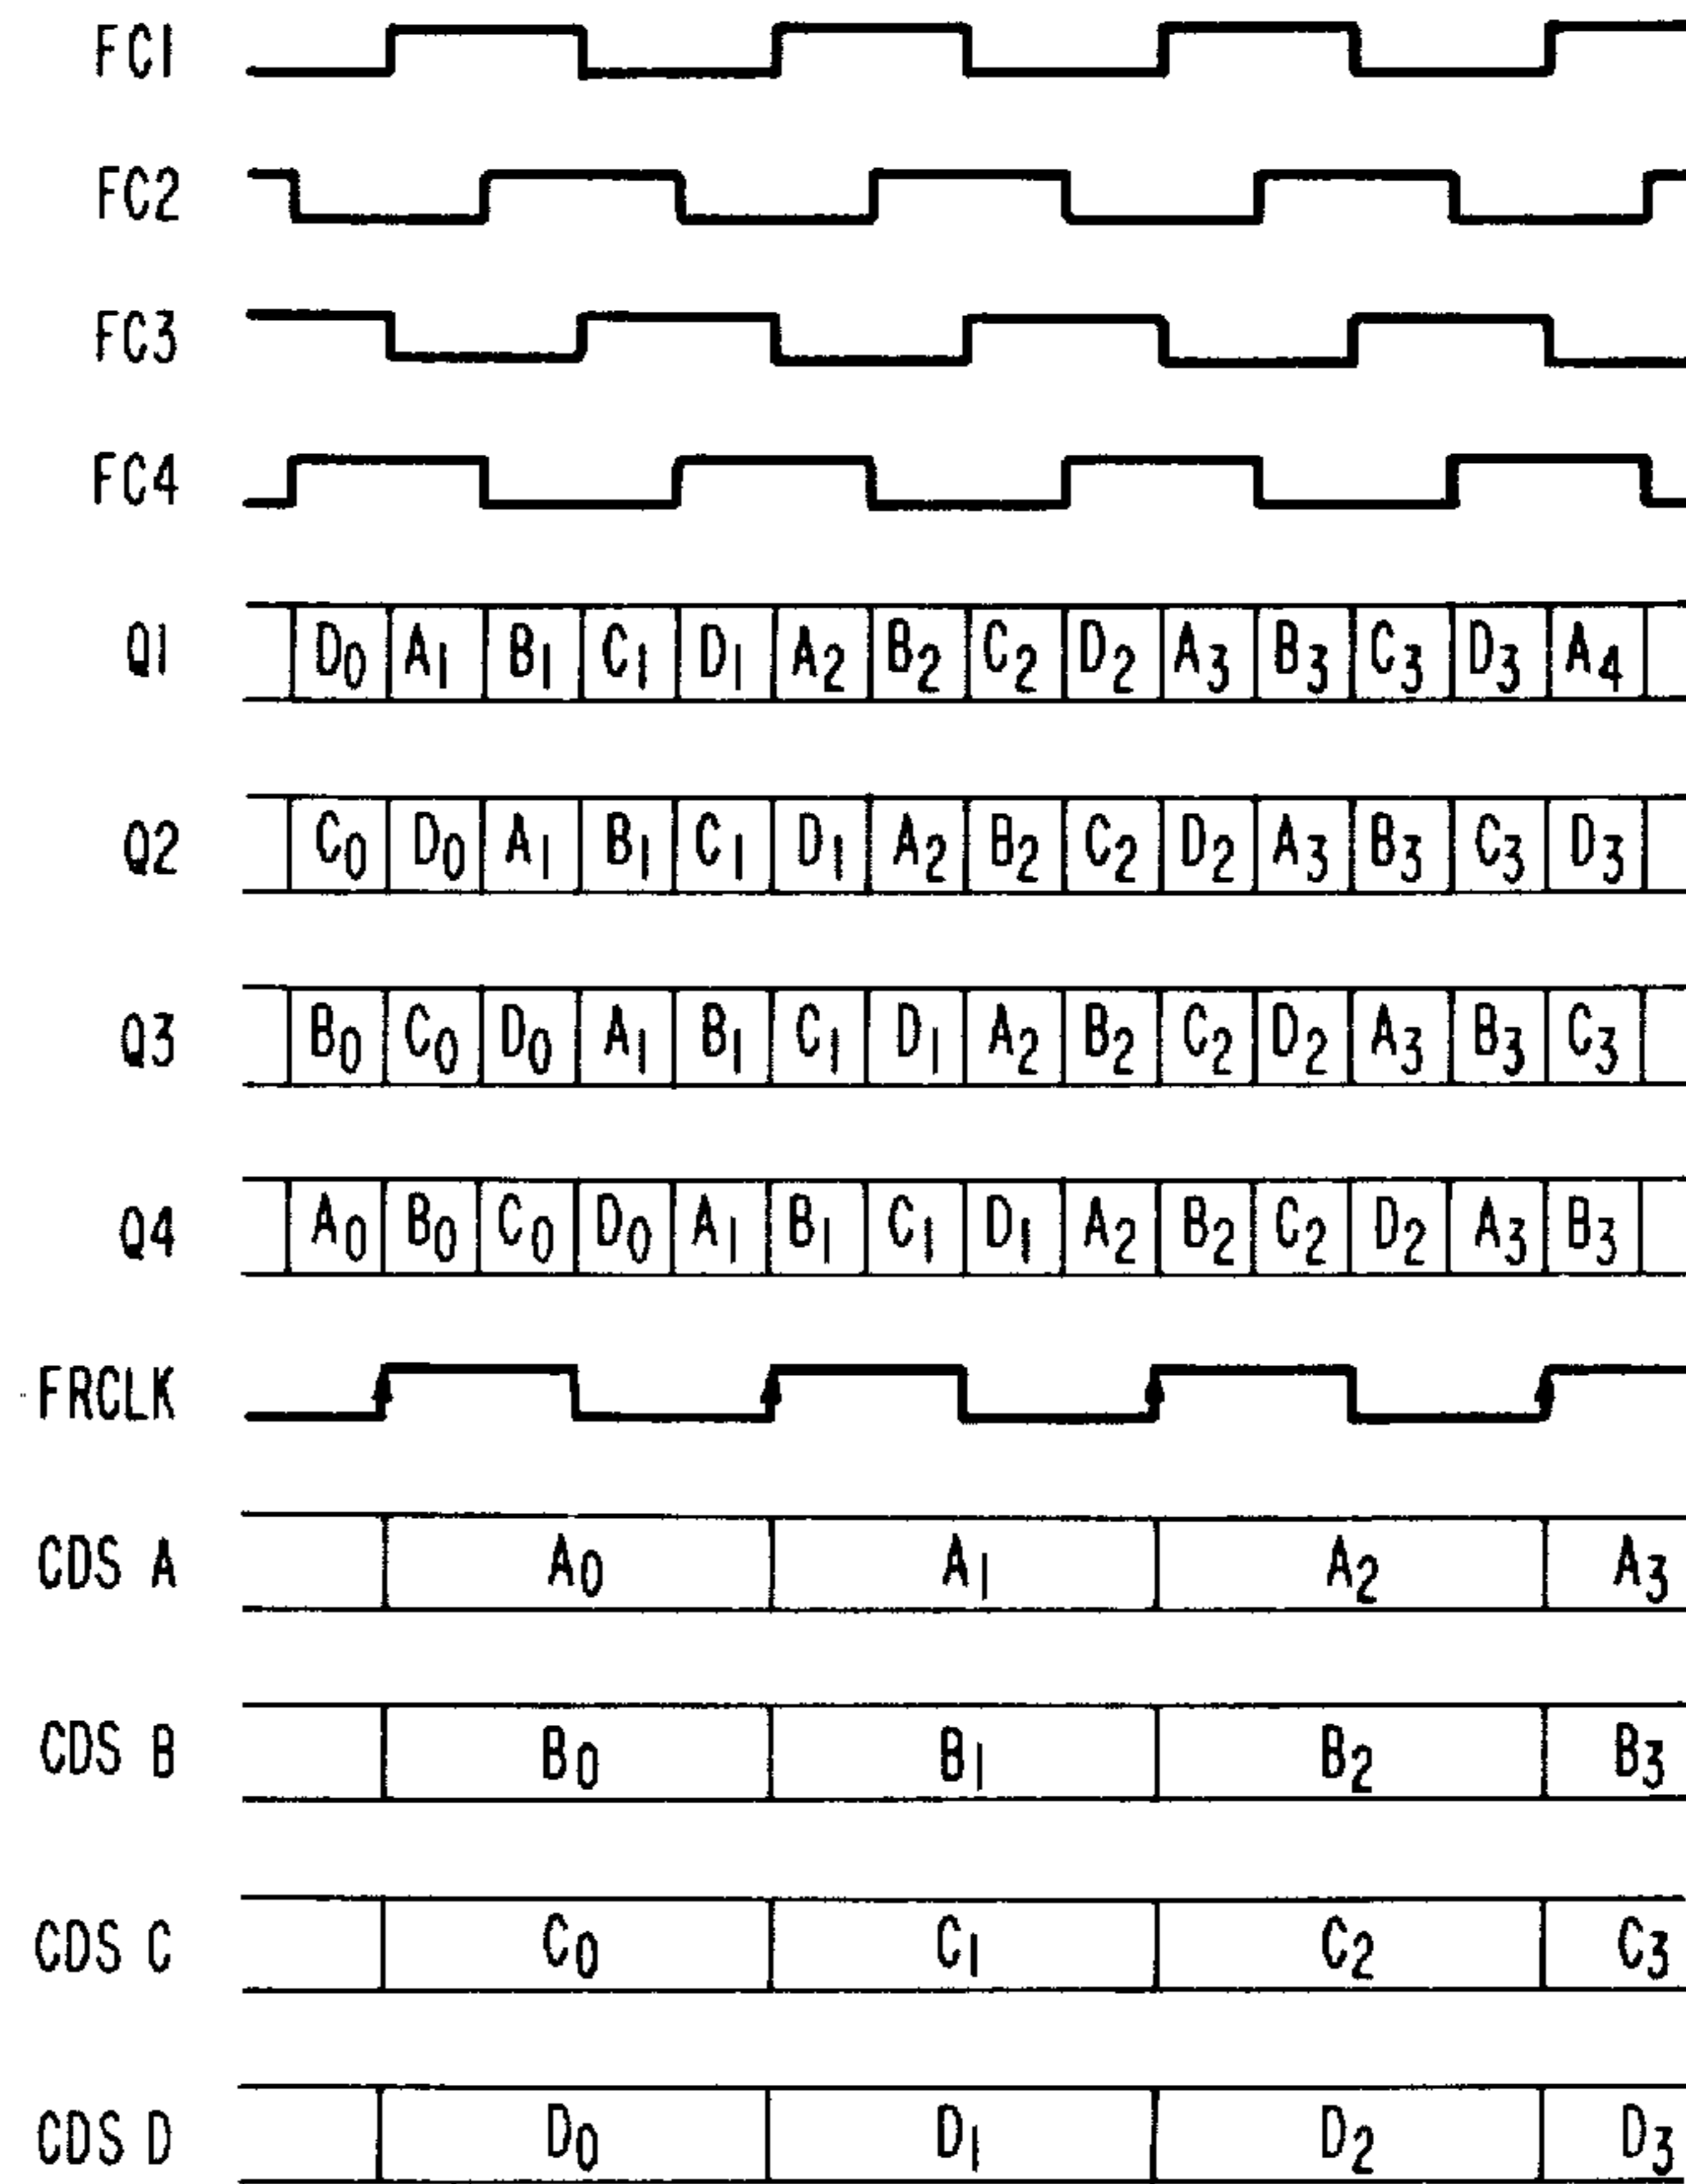 FC1
FC2
FC3
FC4
Q1 D0 A1 B1 C1 D1 A2 B2 C2 D2 A3 B3 C3 D3 A4
Q2 C0 D0 A1 B1 C1 D1 A2 B2 C2 D2 A3 B3 C3 D3
Q3 B0 C0 D0 A1 B1 C1 D1 A2 B2 C2 D2 A3 B3 C3
Q4 A0 B0 C0 D0 A1 B1 C1 D1 A2 B2 C2 D2 A3 B3
FRCLK
CDS A A0 A1 A2 A3
CDS B B0 B1 B2 B3
CDS C C0 C1 C2 C3
CDS D D0 D1 D2 D3